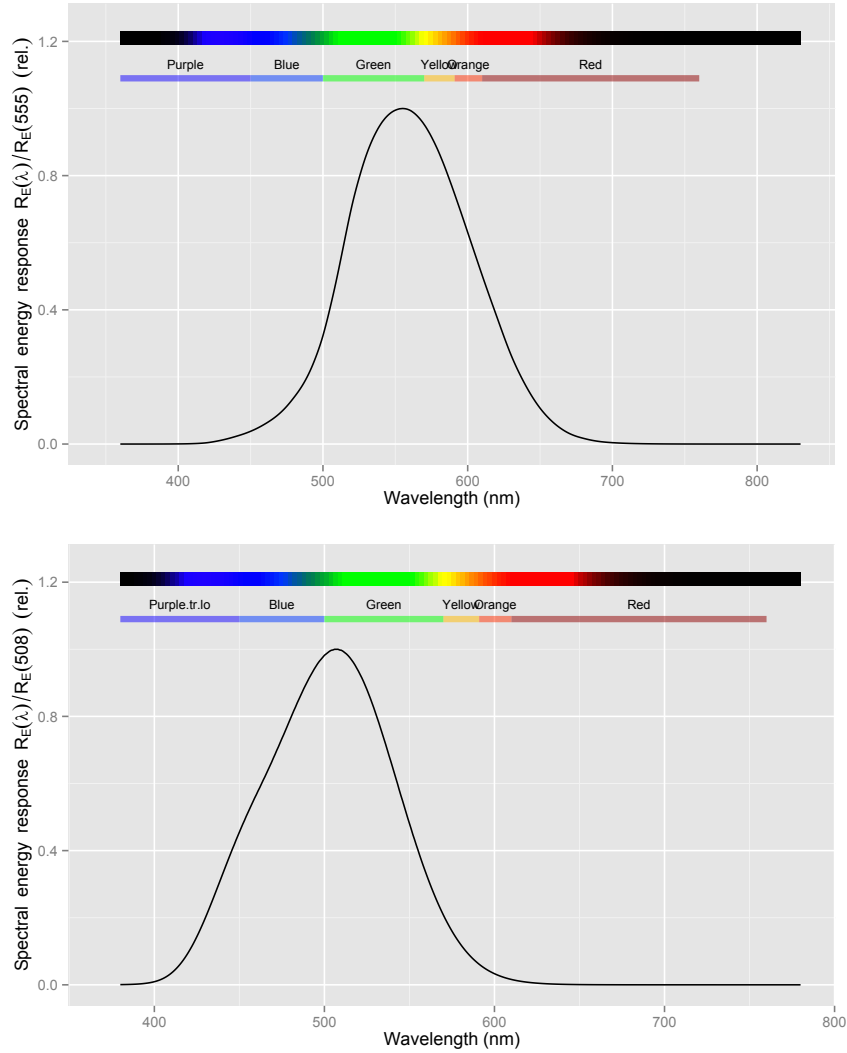 1.2
Purple Blue Green Yellow Orange Red
0.8
0.4
0.0
Spectral energy response R_E(λ)/R_E(555) (rel.)
400 500 600 700 800
Wavelength (nm)
1.2
Purple.tr.lo Blue Green Yellow Orange Red
0.8
0.4
0.0
Spectral energy response R_E(λ)/R_E(508) (rel.)
400 500 600 700 800
Wavelength (nm)